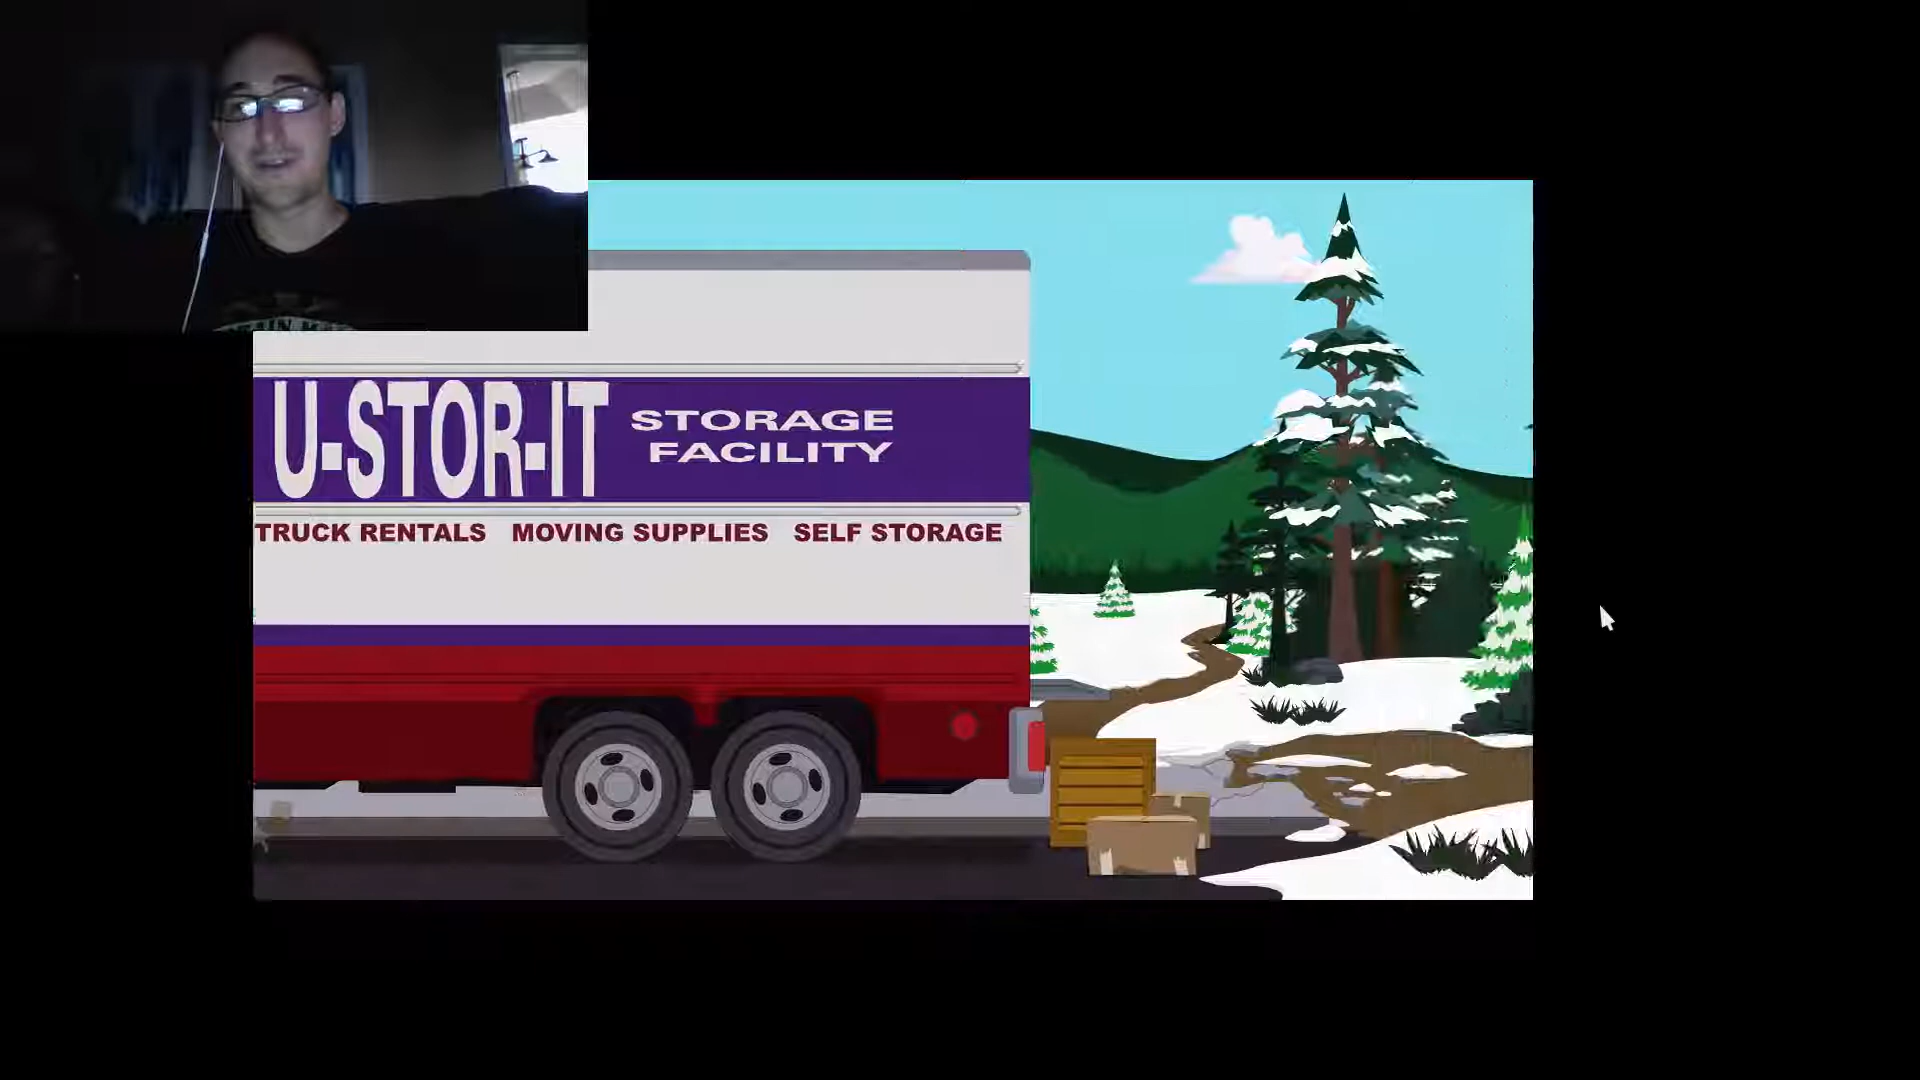 U-STOR-IT
STORAGE
FACILITY
TRUCK RENTALS MOVING SUPPLIES SELF STORAGE